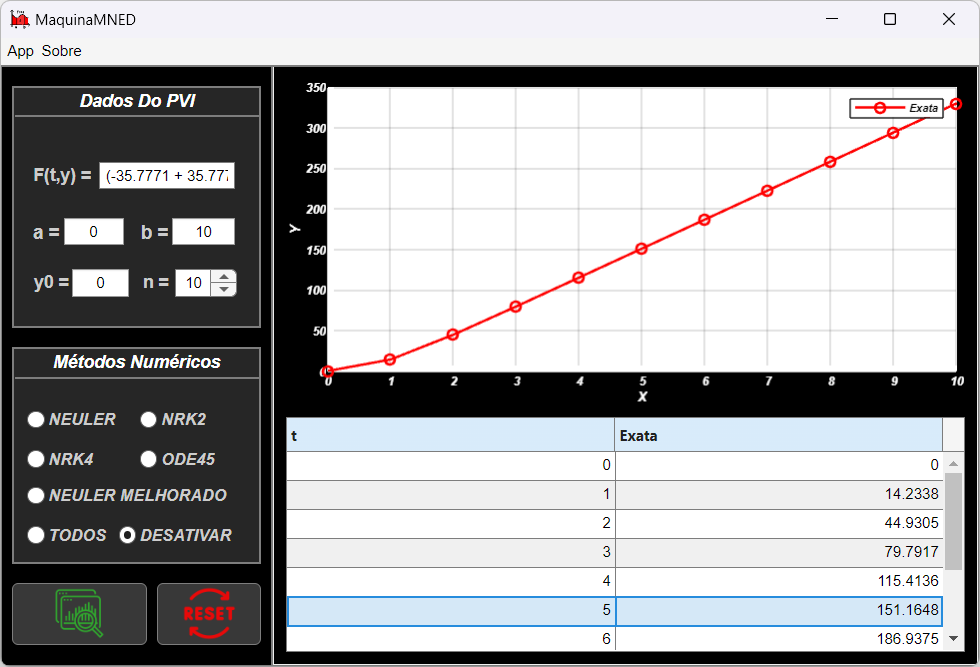 MaquinaMNED
App Sobre
Dados Do PVI
F(t,y) = (-35.7771 + 35.777
a = 0 b = 10
y0 = 0 n = 10
Métodos Numéricos
NEULER NRK2
NRK4 ODE45
NEULER MELHORADO
TODOS DESATIVAR
RESET
Exata
350
300
250
200
150
100
50
0
Y
0 1 2 3 4 5 6 7 8 9 10
X
t Exata
0 0
1 14.2338
2 44.9305
3 79.7917
4 115.4136
5 151.1648
6 186.9375